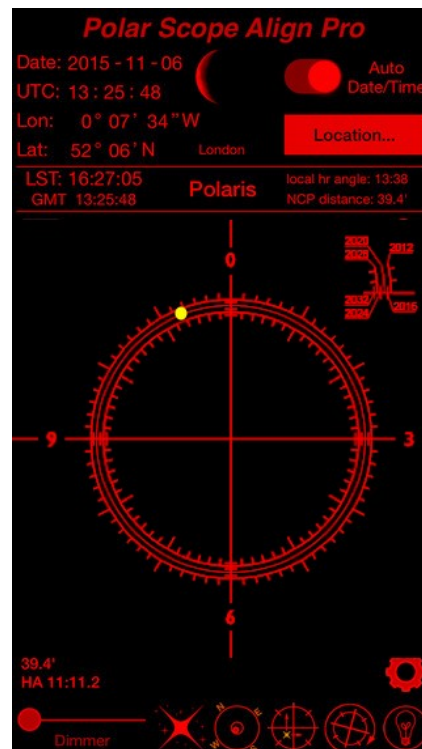 Polar Scope Align Pro
Date: 2015 - 11 - 06
Auto
Date/Time
UTC: 13 : 25 : 48
Lon: 0° 07' 34"W
Location...
Lat: 52° 06'N
London
LST: 16:27:05
GMT 13:25:48
Polaris
local hr angle: 13:38
NCP distance: 39.4'
0
2020
2028
2012
2032
2024
2016
9
3
6
39.4'
HA 11:11.2
Dimmer
N
E
W